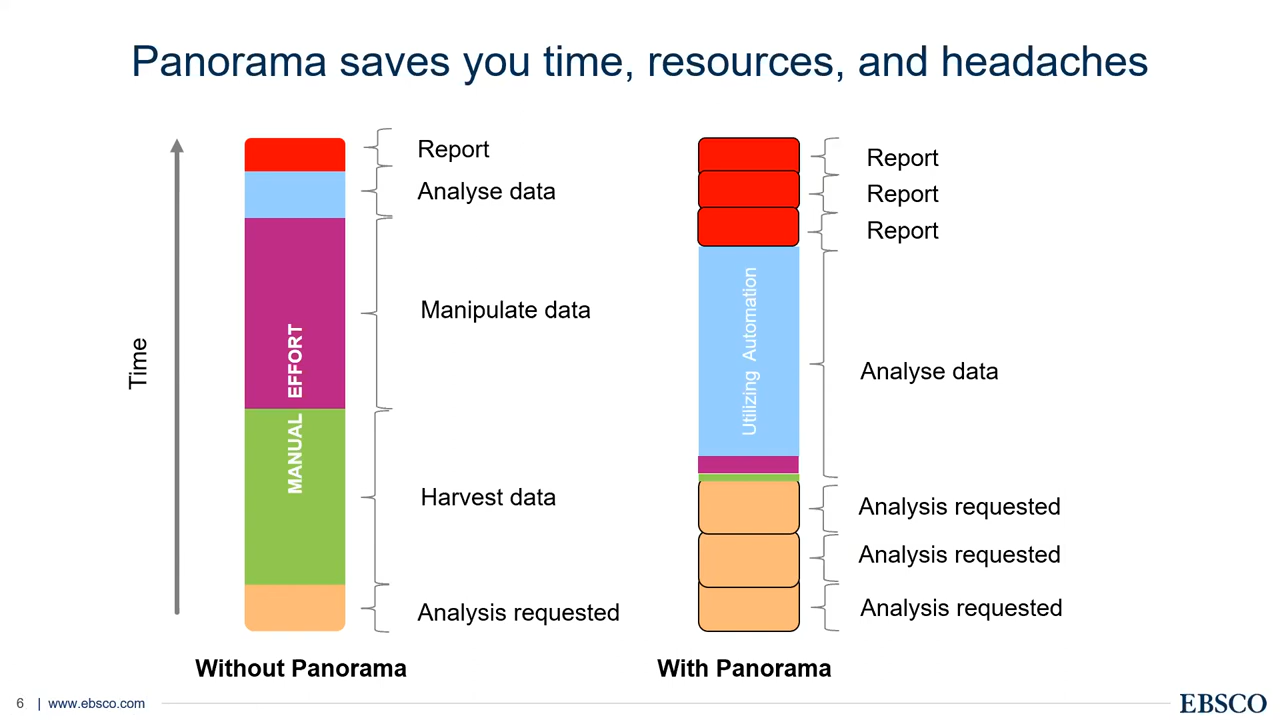 Panorama saves you time, resources, and headaches
Time
MANUAL EFFORT
Report
Analyse data
Manipulate data
Harvest data
Analysis requested
Without Panorama
Utilizing Automation
Report
Report
Report
Analyse data
Analysis requested
Analysis requested
Analysis requested
With Panorama
6 | www.ebsco.com
EBSCO